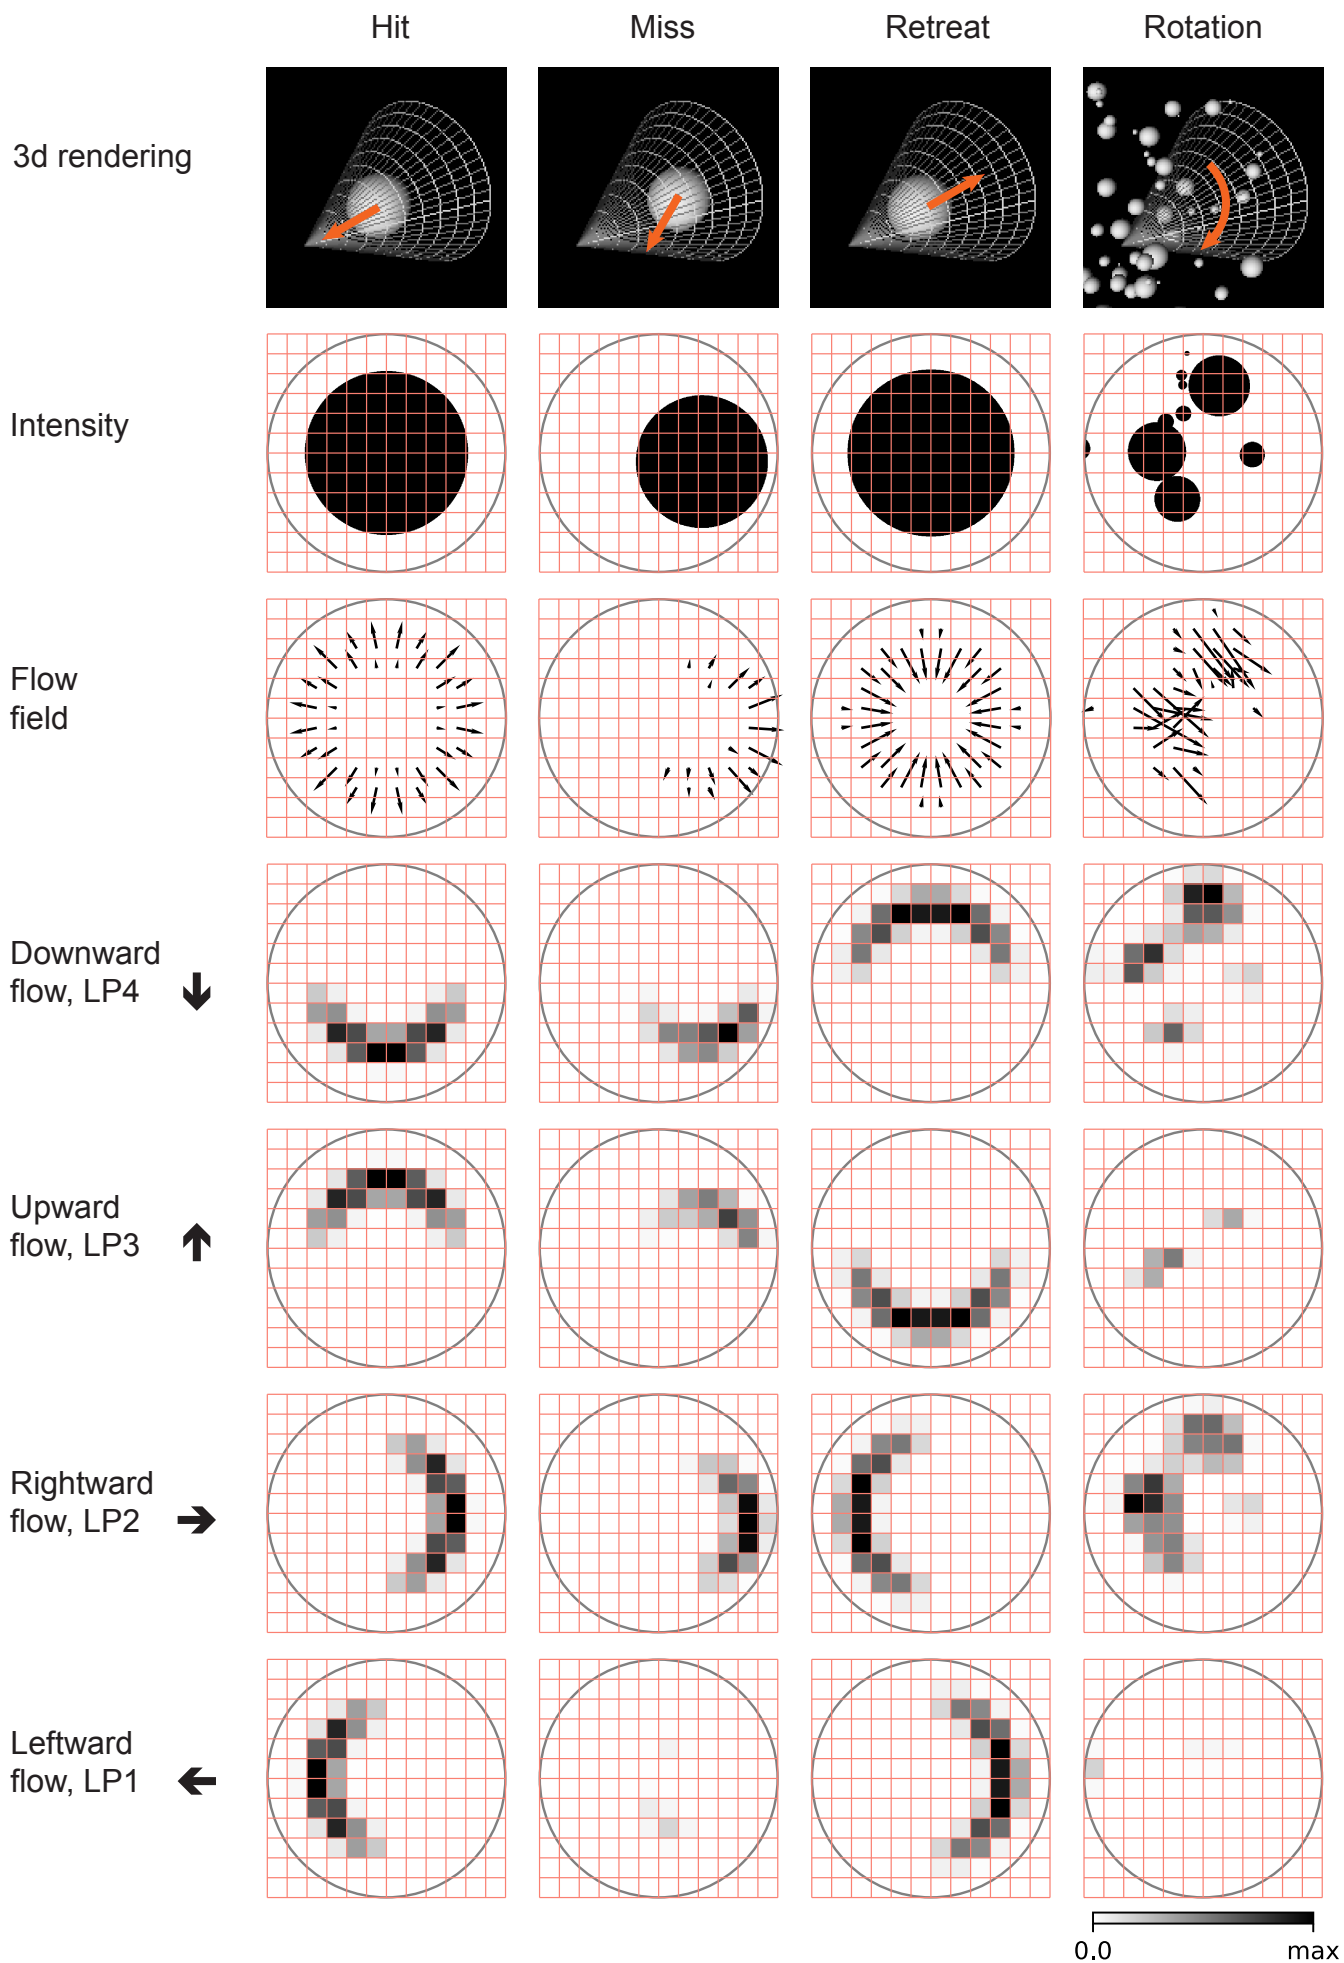 Hit
Miss
Retreat
Rotation
3d rendering
Intensity
Flow
field
Downward
flow, LP4
Upward
flow, LP3
Rightward
flow, LP2
Leftward
flow, LP1
0.0
max